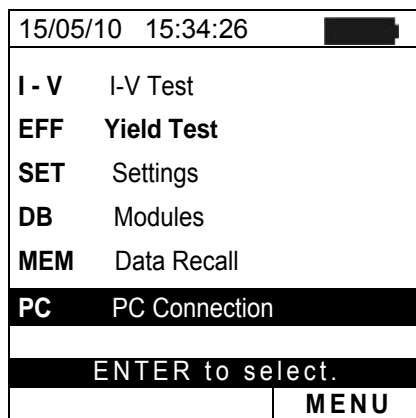 15/05/10 15:34:26
I - V I-V Test
EFF Yield Test
SET Settings
DB Modules
MEM Data Recall
PC PC Connection
ENTER to select.
MENU